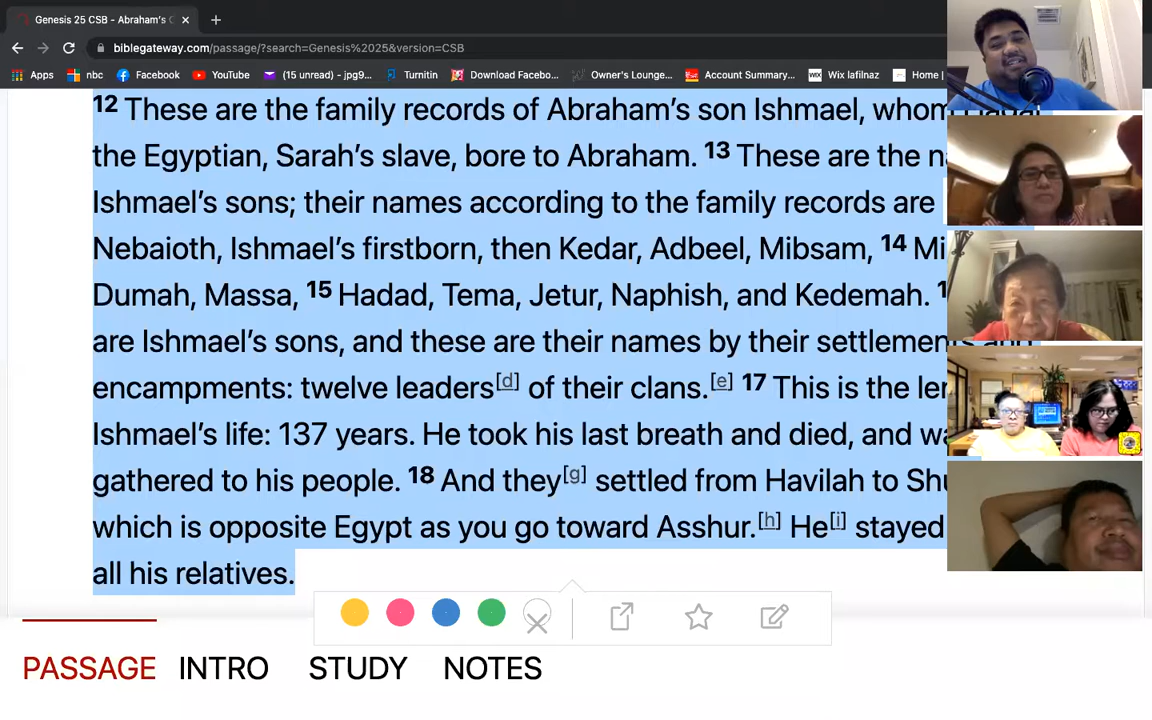 Genesis 25 CSB - Abraham's
biblegateway.com/passage/?search=Genesis%2025&version=CSB
Apps nbc Facebook YouTube (15 unread) - jpg9... Turnitin Download Facebo... Owner's Lounge... Account Summary... WIX Wix lafilnaz Home |
12 These are the family records of Abraham's son Ishmael, whom
the Egyptian, Sarah's slave, bore to Abraham. 13 These are the
Ishmael's sons; their names according to the family records are
Nebaioth, Ishmael's firstborn, then Kedar, Adbeel, Mibsam, 14
Dumah, Massa, 15 Hadad, Tema, Jetur, Naphish, and Kedemah.
are Ishmael's sons, and these are their names by their settlements and
encampments: twelve leaders[d] of their clans.[e] 17 This is the
Ishmael's life: 137 years. He took his last breath and died, and
gathered to his people. 18 And they[g] settled from Havilah to
which is opposite Egypt as you go toward Asshur.[h] He[i] stayed
all his relatives.
PASSAGE INTRO STUDY NOTES